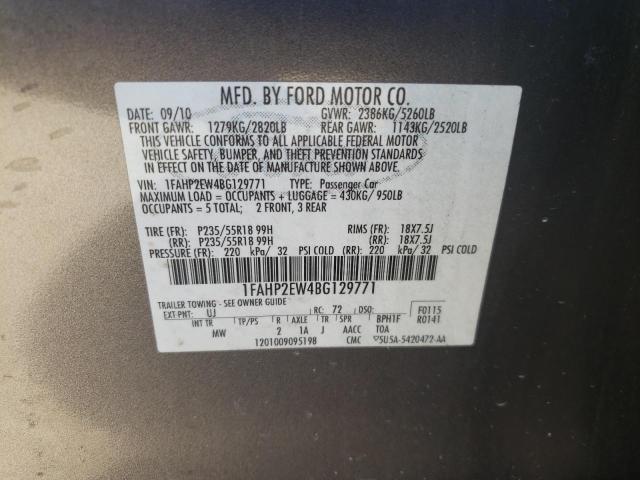 MFD. BY FORD MOTOR CO.
DATE: 09/10 GVWR: 2386KG/5260LB
FRONT GAWR: 1279KG/2820LB REAR GAWR: 1143KG/2520LB
THIS VEHICLE CONFORMS TO ALL APPLICABLE FEDERAL MOTOR
VEHICLE SAFETY, BUMPER, AND THEFT PREVENTION STANDARDS
IN EFFECT ON THE DATE OF MANUFACTURE SHOWN ABOVE.
VIN: 1FAHP2EW4BG129771 TYPE: Passenger Car
MAXIMUM LOAD = OCCUPANTS + LUGGAGE = 430KG/ 950LB
OCCUPANTS = 5 TOTAL; 2 FRONT, 3 REAR
TIRE (FR): P235/55R18 99H RIMS (FR): 18X7.5J
(RR): P235/55R18 99H (RR): 18X7.5J
PRESSURE (FR): 220 kPa/ 32 PSI COLD (RR): 220 kPa/ 32 PSI COLD
1FAHP2EW4BG129771
TRAILER TOWING - SEE OWNER GUIDE
EXT PNT: UJ RC: 72 DSO: F0115
INT TR TP/PS R AXLE TR SPR BPH1F R0141
MW 2 1A J AACC TOA
1201009095198 CMC ▽5U5A-5420472-AA